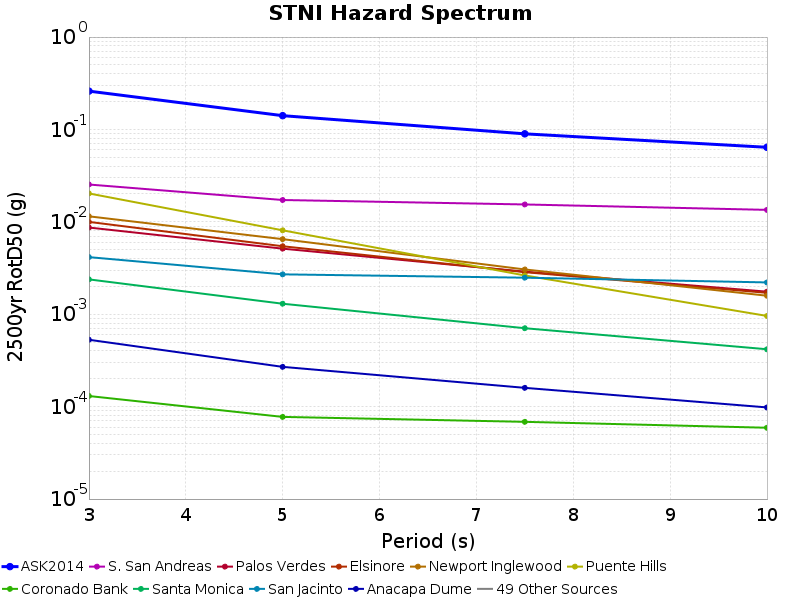 STNI Hazard Spectrum
10^0
10^-1
10^-2
10^-3
10^-4
10^-5
2500yr RotD50 (g)
3 4 5 6 7 8 9 10
Period (s)
ASK2014 S. San Andreas Palos Verdes Elsinore Newport Inglewood Puente Hills
Coronado Bank Santa Monica San Jacinto Anacapa Dume 49 Other Sources